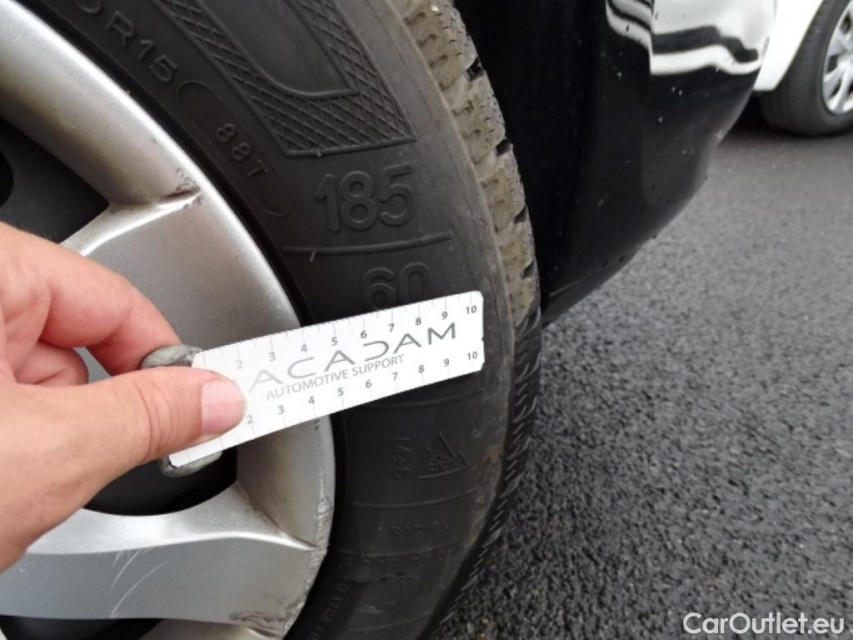 R15
88T
185
60
2 3 4 5 6 7 8 9 10
ACADAM
AUTOMOTIVE SUPPORT
2 3 4 5 6 7 8 9 10
M+S
CarOutlet.eu